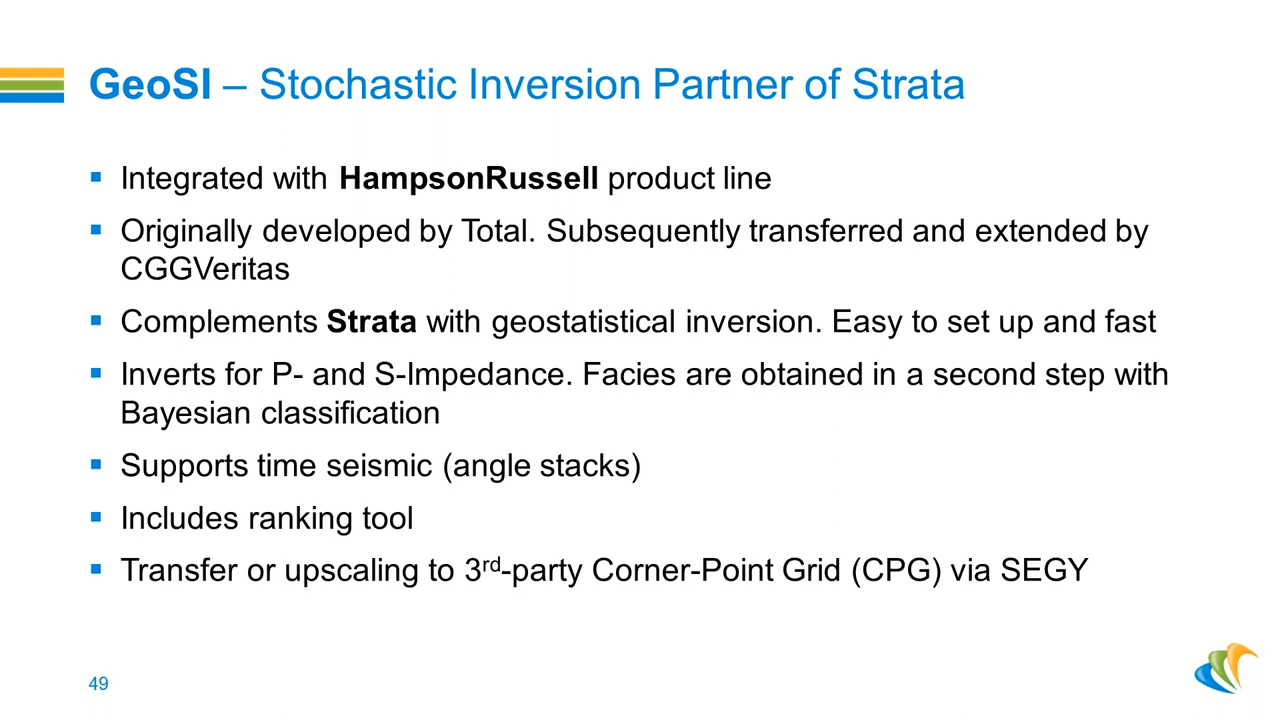 GeoSI – Stochastic Inversion Partner of Strata
Integrated with HampsonRussell product line
Originally developed by Total. Subsequently transferred and extended by
CGGVeritas
Complements Strata with geostatistical inversion. Easy to set up and fast
Inverts for P- and S-Impedance. Facies are obtained in a second step with
Bayesian classification
Supports time seismic (angle stacks)
Includes ranking tool
Transfer or upscaling to 3rd-party Corner-Point Grid (CPG) via SEGY
49